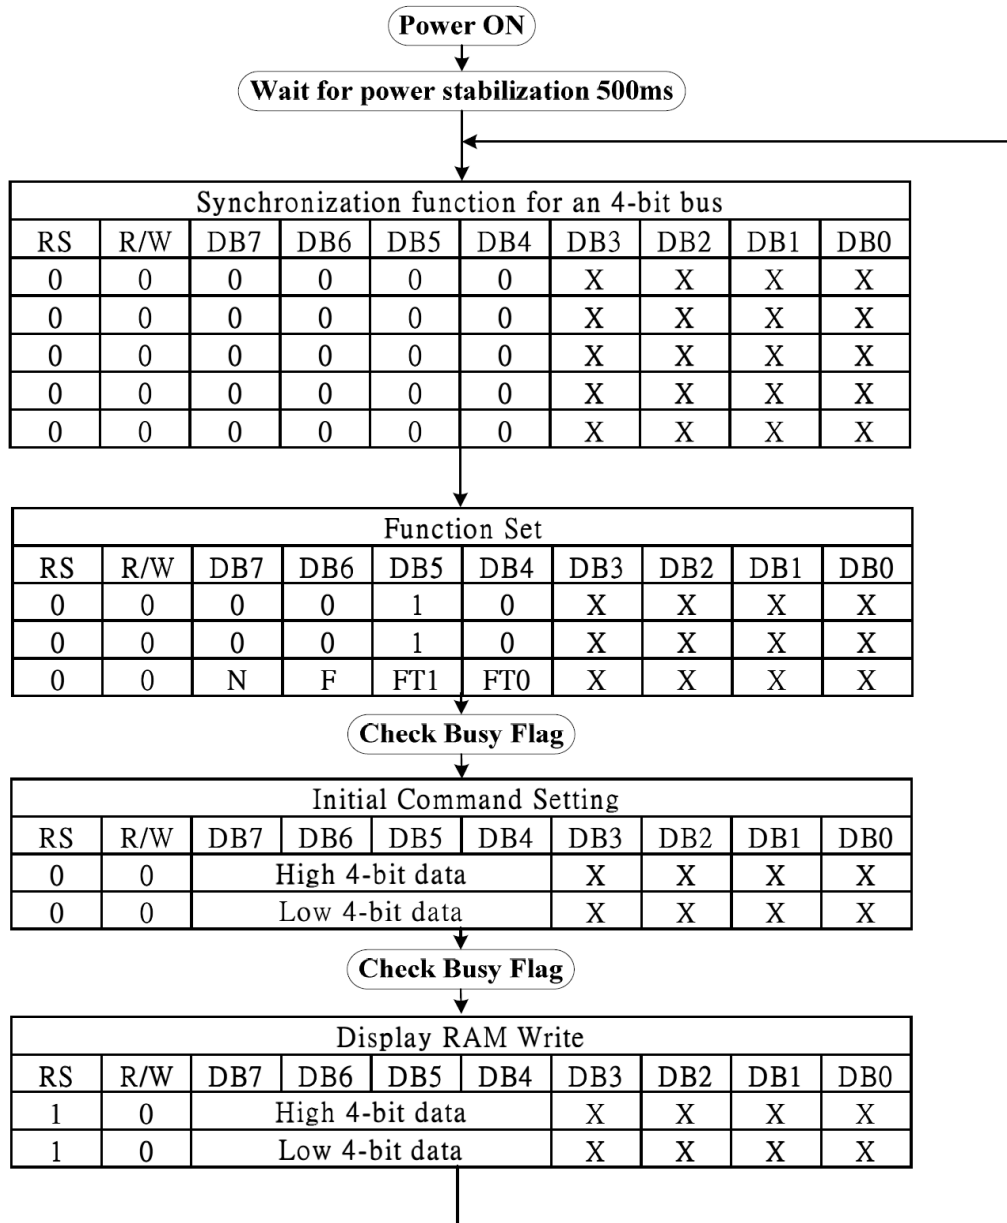 Power ON
Wait for power stabilization 500ms
Synchronization function for an 4-bit bus
RS R/W DB7 DB6 DB5 DB4 DB3 DB2 DB1 DB0
0 0 0 0 0 0 X X X X
0 0 0 0 0 0 X X X X
0 0 0 0 0 0 X X X X
0 0 0 0 0 0 X X X X
0 0 0 0 0 0 X X X X
Function Set
RS R/W DB7 DB6 DB5 DB4 DB3 DB2 DB1 DB0
0 0 0 0 1 0 X X X X
0 0 0 0 1 0 X X X X
0 0 N F FT1 FT0 X X X X
Check Busy Flag
Initial Command Setting
RS R/W DB7 DB6 DB5 DB4 DB3 DB2 DB1 DB0
0 0 High 4-bit data X X X X
0 0 Low 4-bit data X X X X
Check Busy Flag
Display RAM Write
RS R/W DB7 DB6 DB5 DB4 DB3 DB2 DB1 DB0
1 0 High 4-bit data X X X X
1 0 Low 4-bit data X X X X